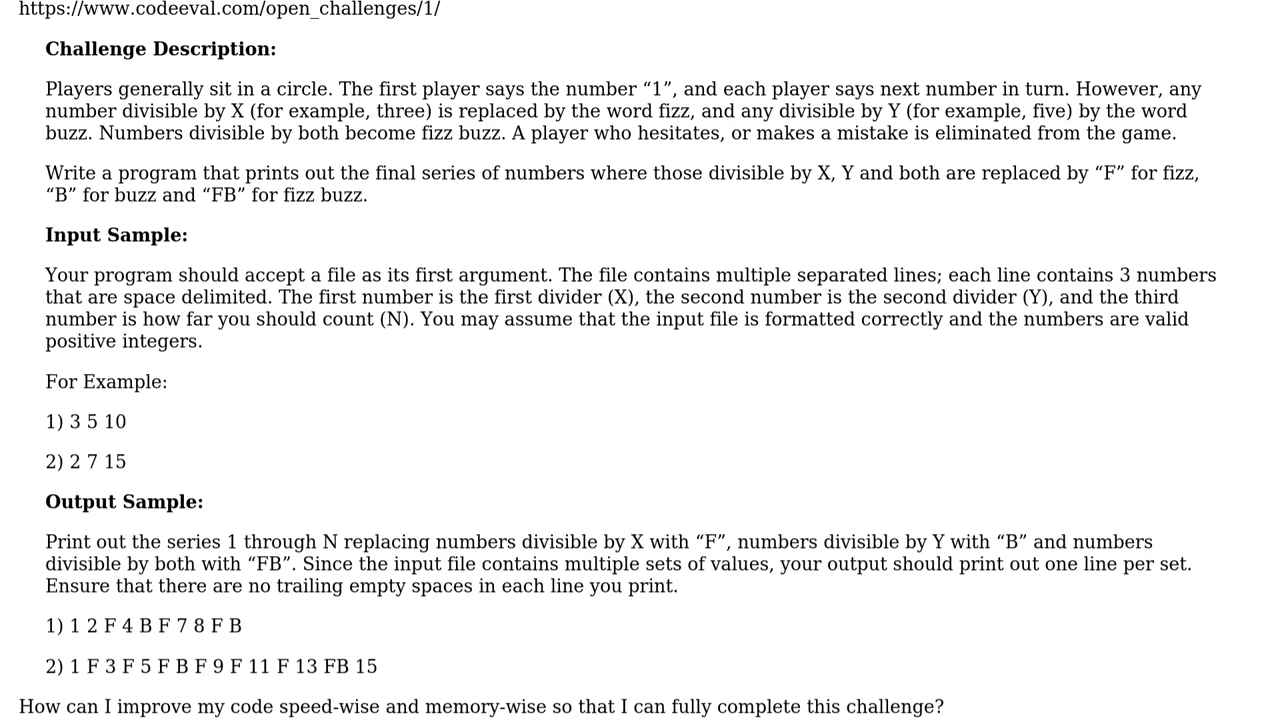 https://www.codeeval.com/open_challenges/1/
Challenge Description:
Players generally sit in a circle. The first player says the number “1”, and each player says next number in turn. However, any
number divisible by X (for example, three) is replaced by the word fizz, and any divisible by Y (for example, five) by the word
buzz. Numbers divisible by both become fizz buzz. A player who hesitates, or makes a mistake is eliminated from the game.
Write a program that prints out the final series of numbers where those divisible by X, Y and both are replaced by “F” for fizz,
“B” for buzz and “FB” for fizz buzz.
Input Sample:
Your program should accept a file as its first argument. The file contains multiple separated lines; each line contains 3 numbers
that are space delimited. The first number is the first divider (X), the second number is the second divider (Y), and the third
number is how far you should count (N). You may assume that the input file is formatted correctly and the numbers are valid
positive integers.
For Example:
1) 3 5 10
2) 2 7 15
Output Sample:
Print out the series 1 through N replacing numbers divisible by X with “F”, numbers divisible by Y with “B” and numbers
divisible by both with “FB”. Since the input file contains multiple sets of values, your output should print out one line per set.
Ensure that there are no trailing empty spaces in each line you print.
1) 1 2 F 4 B F 7 8 F B
2) 1 F 3 F 5 F B F 9 F 11 F 13 FB 15
How can I improve my code speed-wise and memory-wise so that I can fully complete this challenge?